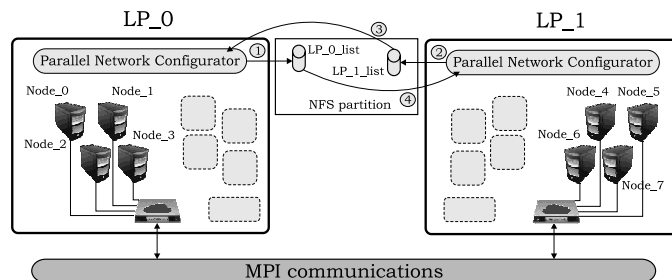 LP_0
LP_1
Parallel Network Configurator
1
LP_0_list
3
LP_1_list
2
Parallel Network Configurator
4
NFS partition
Node_0
Node_1
Node_2
Node_3
Node_4
Node_5
Node_6
Node_7
MPI communications